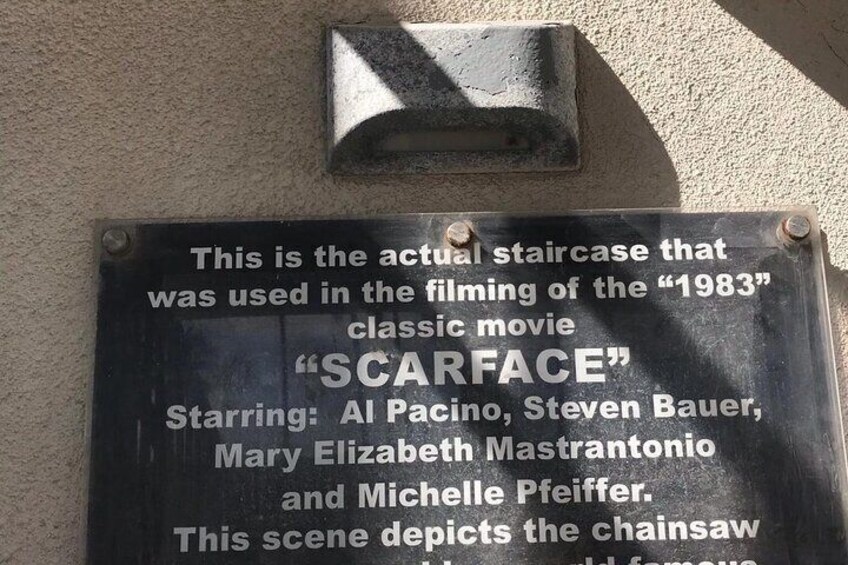 This is the actual staircase that
was used in the filming of the “1983”
classic movie
“SCARFACE”
Starring: Al Pacino, Steven Bauer,
Mary Elizabeth Mastrantonio
and Michelle Pfeiffer.
This scene depicts the chainsaw